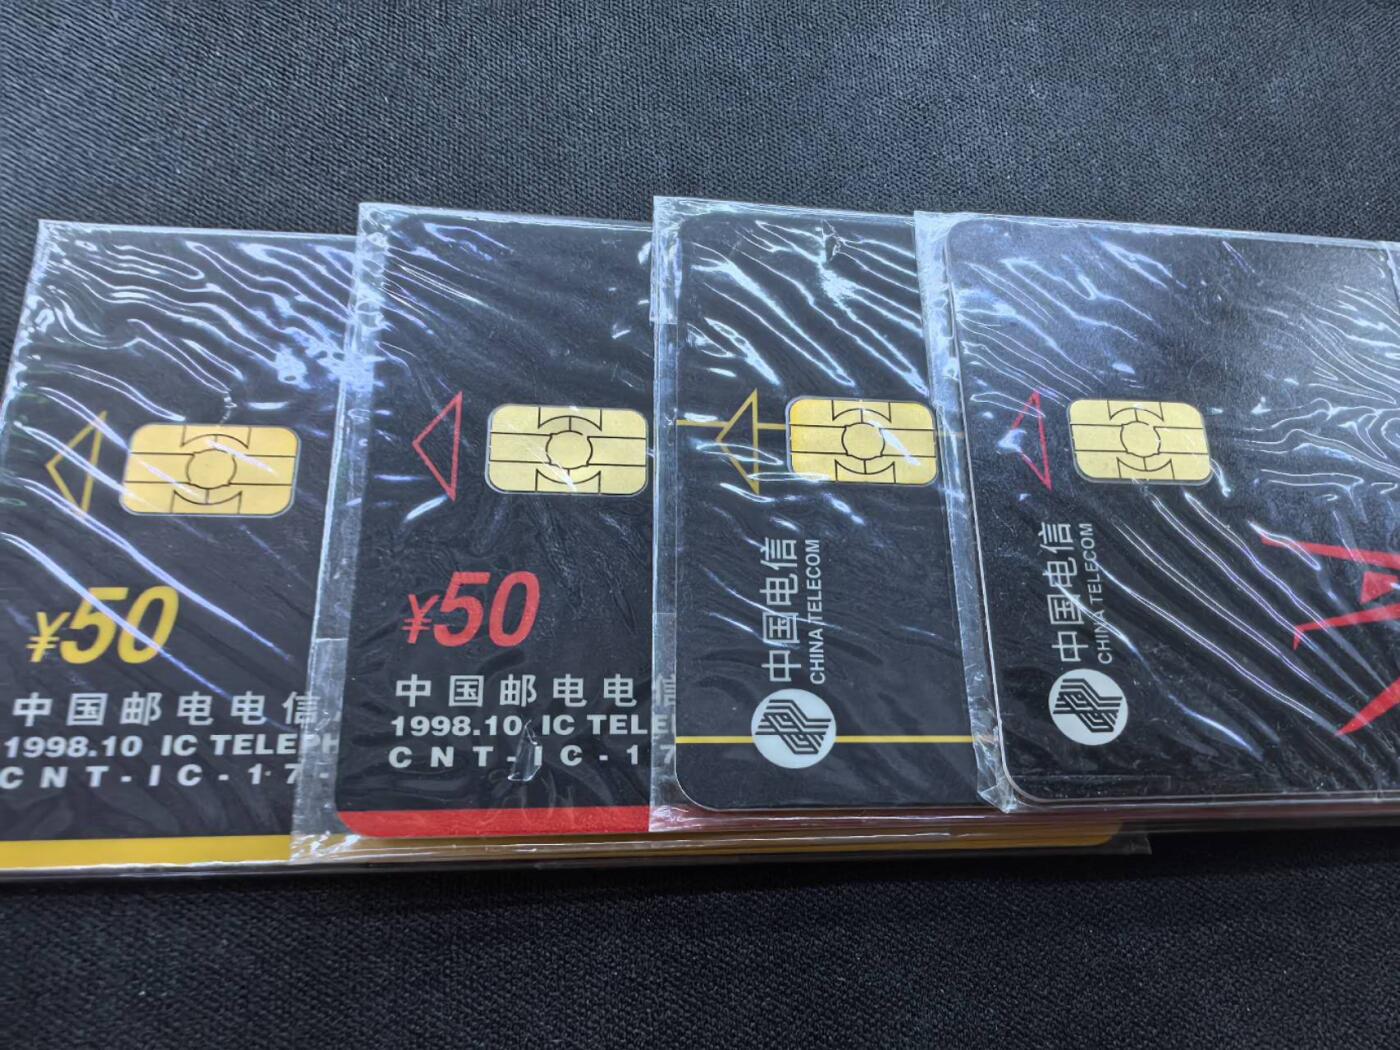 ¥50
中国邮电电信
1998.10 IC TELEPH
CNT-IC-17-
¥50
中国邮电电信
1998.10 IC TELE
CNT-IC-17
中国电信
CHINA TELECOM
中国电信
CHINA TELECOM